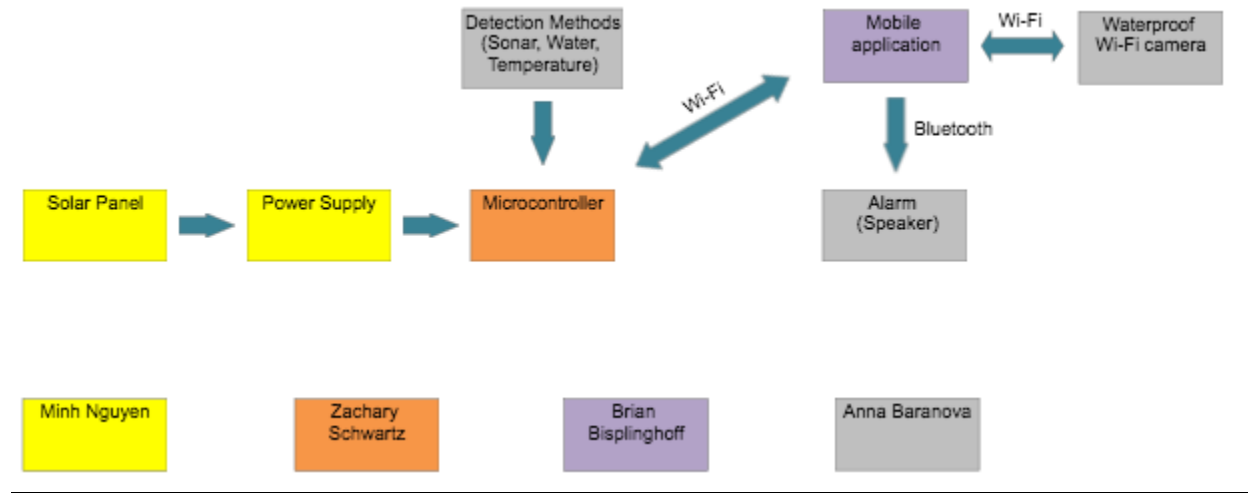 Detection Methods
(Sonar, Water,
Temperature)
Mobile
application
Wi-Fi
Waterproof
Wi-Fi camera
Wi-Fi
Bluetooth
Solar Panel
Power Supply
Microcontroller
Alarm
(Speaker)
Minh Nguyen
Zachary
Schwartz
Brian
Bisplinghoff
Anna Baranova